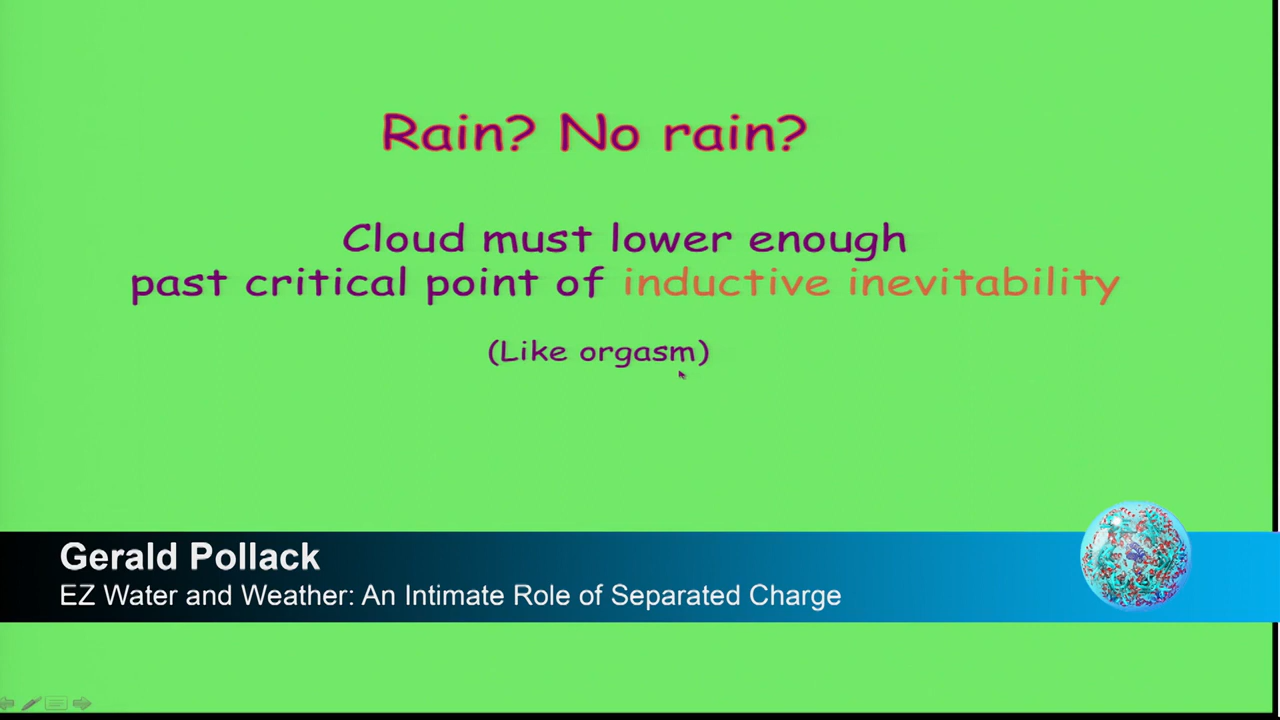 Rain? No rain?
Cloud must lower enough
past critical point of inductive inevitability
(Like orgasm)
Gerald Pollack
EZ Water and Weather: An Intimate Role of Separated Charge